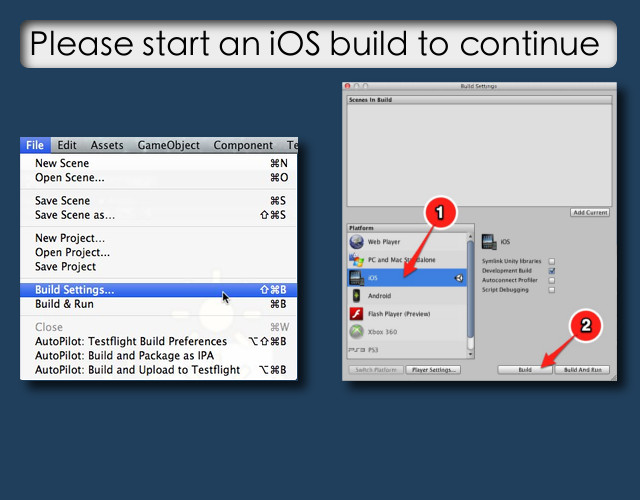 Please start an iOS build to continue
File Edit Assets GameObject Component Te
New Scene ⌘N
Open Scene... ⌘O
Save Scene ⌘S
Save Scene as... ⇧⌘S
New Project...
Open Project...
Save Project
Build Settings... ⇧⌘B
Build & Run ⌘B
Close ⌘W
AutoPilot: Testflight Build Preferences ⌥⇧⌘B
AutoPilot: Build and Package as IPA
AutoPilot: Build and Upload to Testflight ⌥⌘B
Build Settings
Scenes In Build
Add Current
1
Platform
Web Player
PC and Mac Standalone
iOS
Android
Flash Player (Preview)
Xbox 360
PS3 PS3
iOS
Symlink Unity libraries
Development Build
Autoconnect Profiler
Script Debugging
2
Switch Platform Player Settings... Build Build And Run